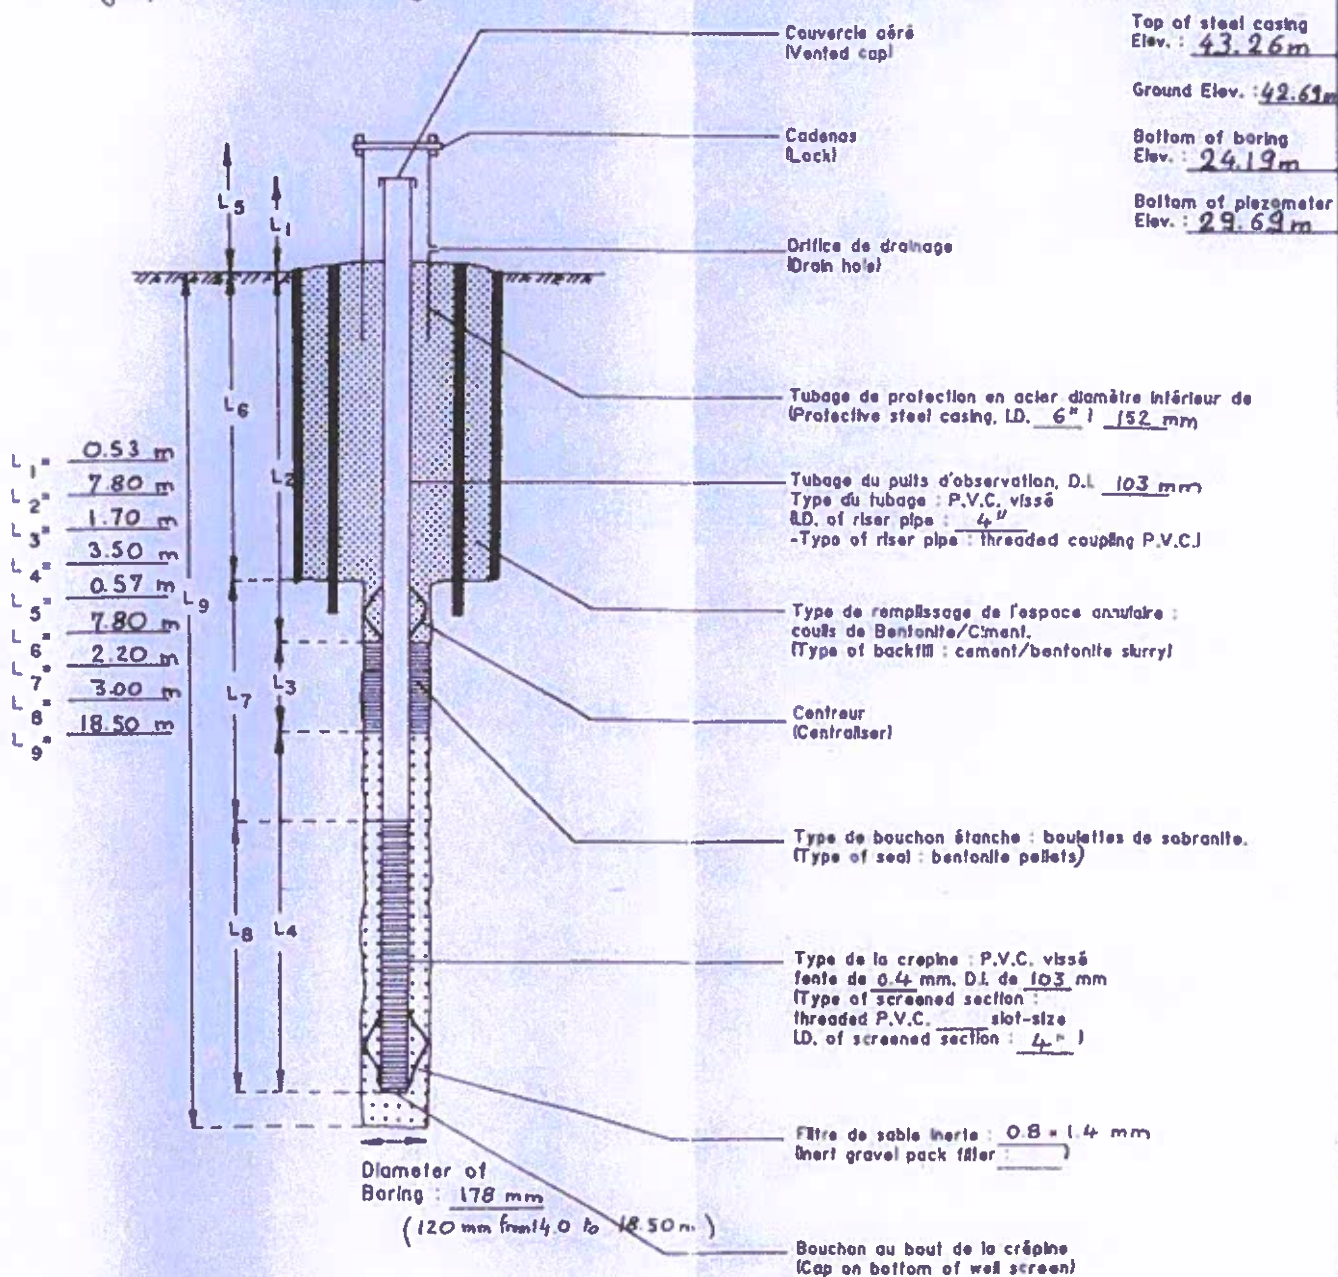 Couvercle aéré
(Vented cap)
Top of steel casing
Elev. : 43.26m
Ground Elev. : 42.69m
Cadenas
(Lock)
Bottom of boring
Elev. : 24.19m
Bottom of piezometer
Elev. : 29.69m
L5
L1
Orifice de drainage
(Drain hole)
L6
Tubage de protection en acier diamètre intérieur de
(Protective steel casing, I.D. 6" ) 152 mm
L1= 0.53 m
L2= 7.80 m
L3= 1.70 m
L4= 3.50 m
L5= 0.57 m
L6= 7.80 m
L7= 2.20 m
L8= 3.00 m
L9= 18.50 m
L2
Tubage du puits d'observation, D.I. 103 mm
Type du tubage : P.V.C. vissé
(I.D. of riser pipe : 4"
-Type of riser pipe : threaded coupling P.V.C.)
L9
Type de remplissage de l'espace annulaire :
coulis de Bentonite/Ciment.
(Type of backfill : cement/bentonite slurry)
L7
L3
Centreur
(Centraliser)
Type de bouchon étanche : boulettes de sobranite.
(Type of seal : bentonite pellets)
L8
L4
Type de la crepine : P.V.C. vissé
fente de 0.4 mm. D.I. de 103 mm
(Type of screened section :
threaded P.V.C. slot-size
I.D. of screened section : 4" )
Filtre de sable inerte : 0.8 * 1.4 mm
(Inert gravel pack filter : )
Diameter of
Boring : 178 mm
(120 mm from 14.0 to 18.50 m.)
Bouchon au bout de la crépine
(Cap on bottom of well screen)